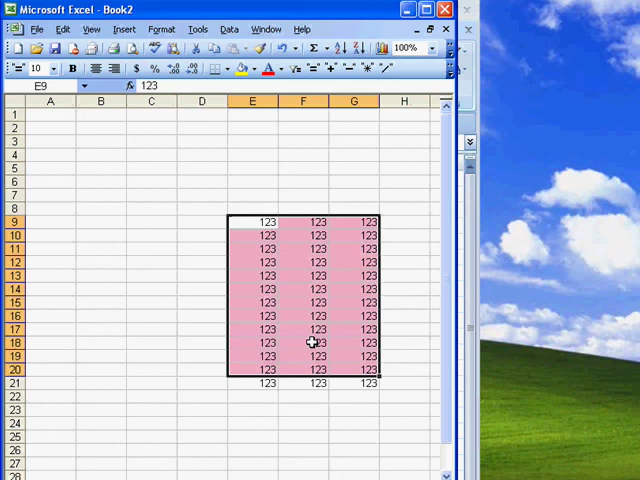 Microsoft Excel - Book2
File Edit View Insert Format Tools Data Window Help
Σ 100%
"=" 10 B $ % A
E9 fx 123
A B C D E F G H
1
2
3
4
5
6
7
8
9 123 123 123
10 123 123 123
11 123 123 123
12 123 123 123
13 123 123 123
14 123 123 123
15 123 123 123
16 123 123 123
17 123 123 123
18 123 123
19 123 123 123
20 123 123 123
21 123 123 123
22
23
24
25
26
27
28